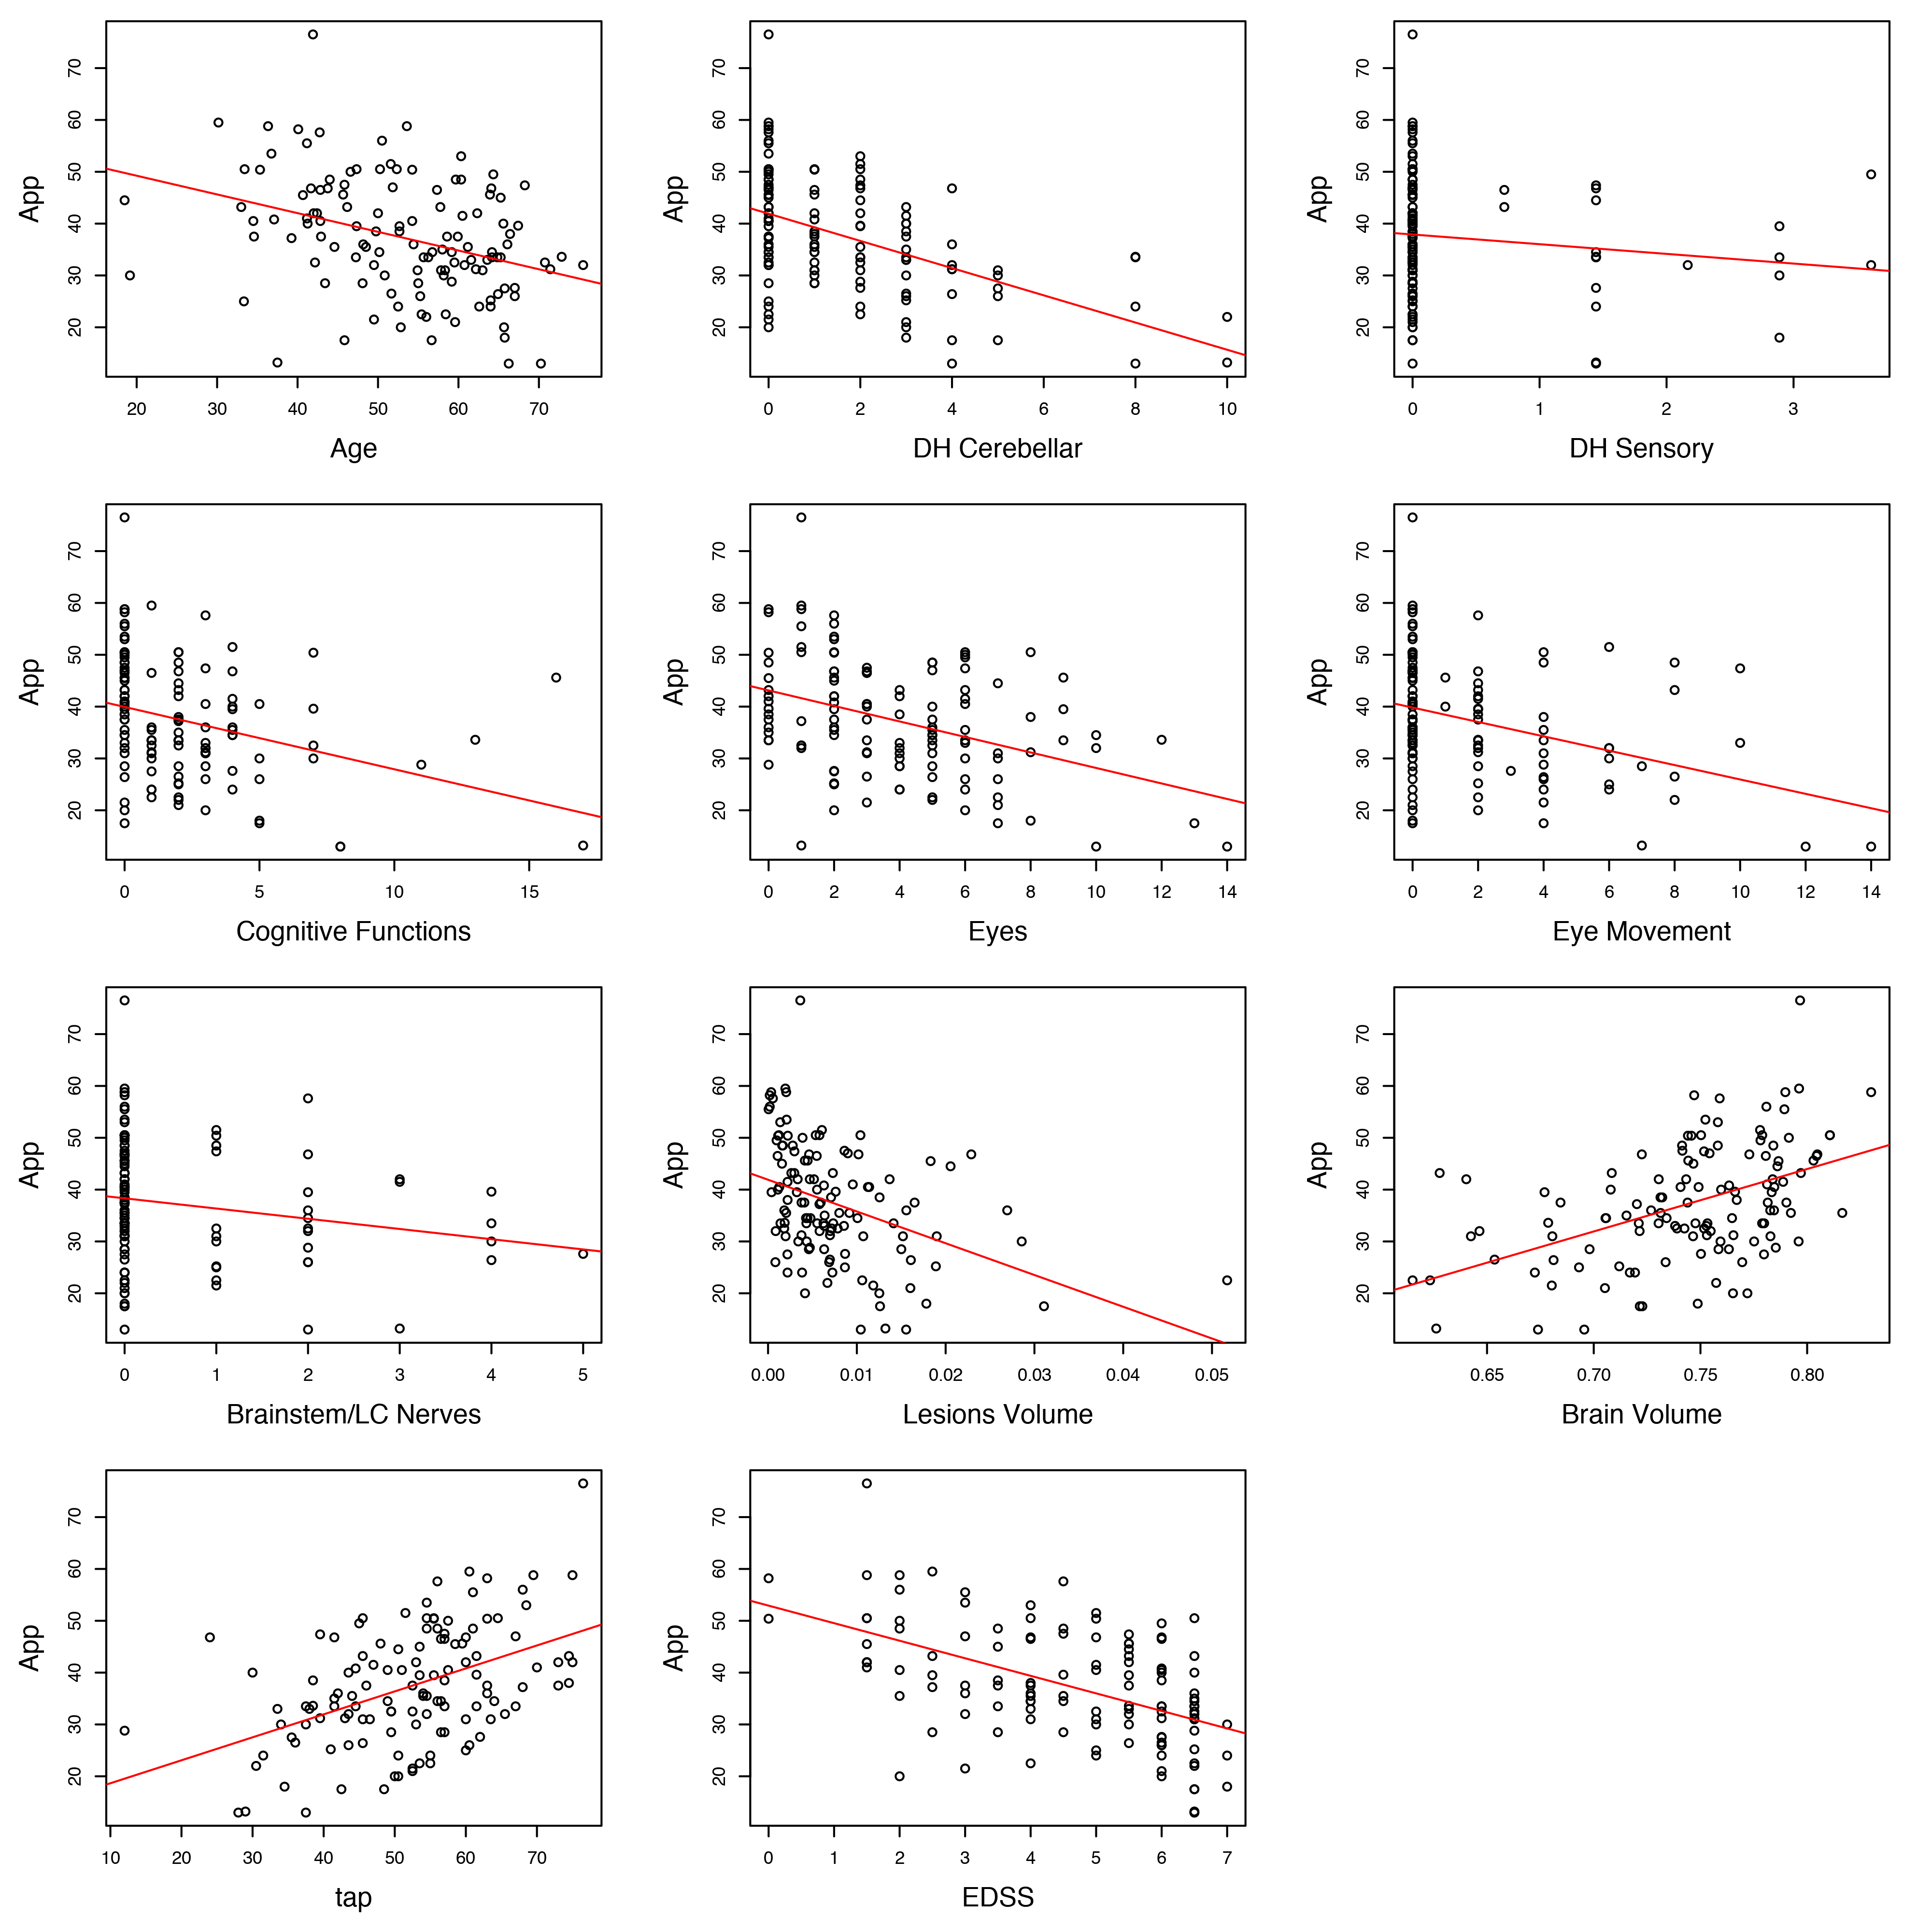 App
20 30 40 50 60 70
20 30 40 50 60 70
Age
App
20 30 40 50 60 70
0 2 4 6 8 10
DH Cerebellar
App
20 30 40 50 60 70
0 1 2 3
DH Sensory
App
20 30 40 50 60 70
0 5 10 15
Cognitive Functions
App
20 30 40 50 60 70
0 2 4 6 8 10 12 14
Eyes
App
20 30 40 50 60 70
0 2 4 6 8 10 12 14
Eye Movement
App
20 30 40 50 60 70
0 1 2 3 4 5
Brainstem/LC Nerves
App
20 30 40 50 60 70
0.00 0.01 0.02 0.03 0.04 0.05
Lesions Volume
App
20 30 40 50 60 70
0.65 0.70 0.75 0.80
Brain Volume
App
20 30 40 50 60 70
10 20 30 40 50 60 70
tap
App
20 30 40 50 60 70
0 1 2 3 4 5 6 7
EDSS